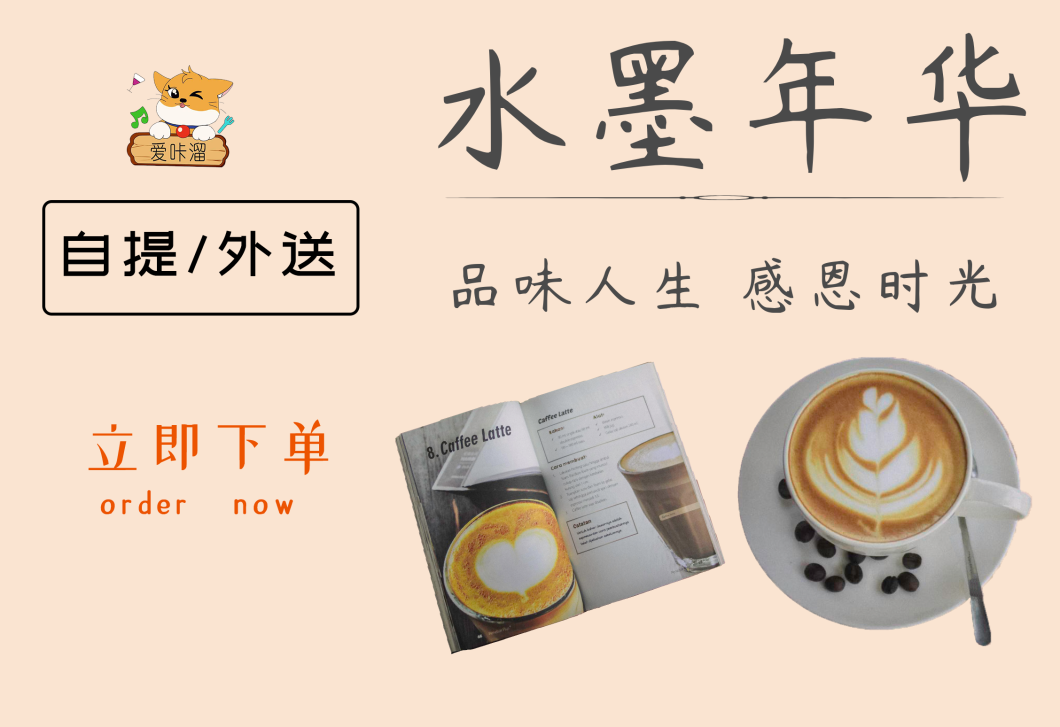 水墨年华
爱咔溜
自提/外送
品味人生 感恩时光
立即下单
order now
8. Caffee Latte
Caffee Latte
Cara membuat
Catatan